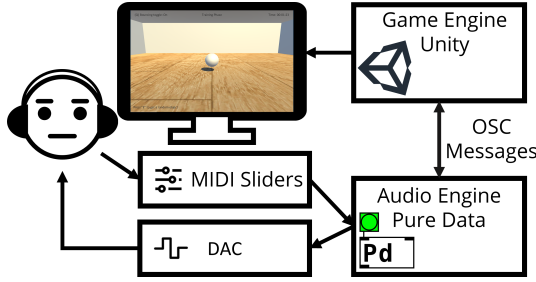 Game Engine
Unity
OSC
Messages
MIDI Sliders
Audio Engine
Pure Data
DAC
Pd